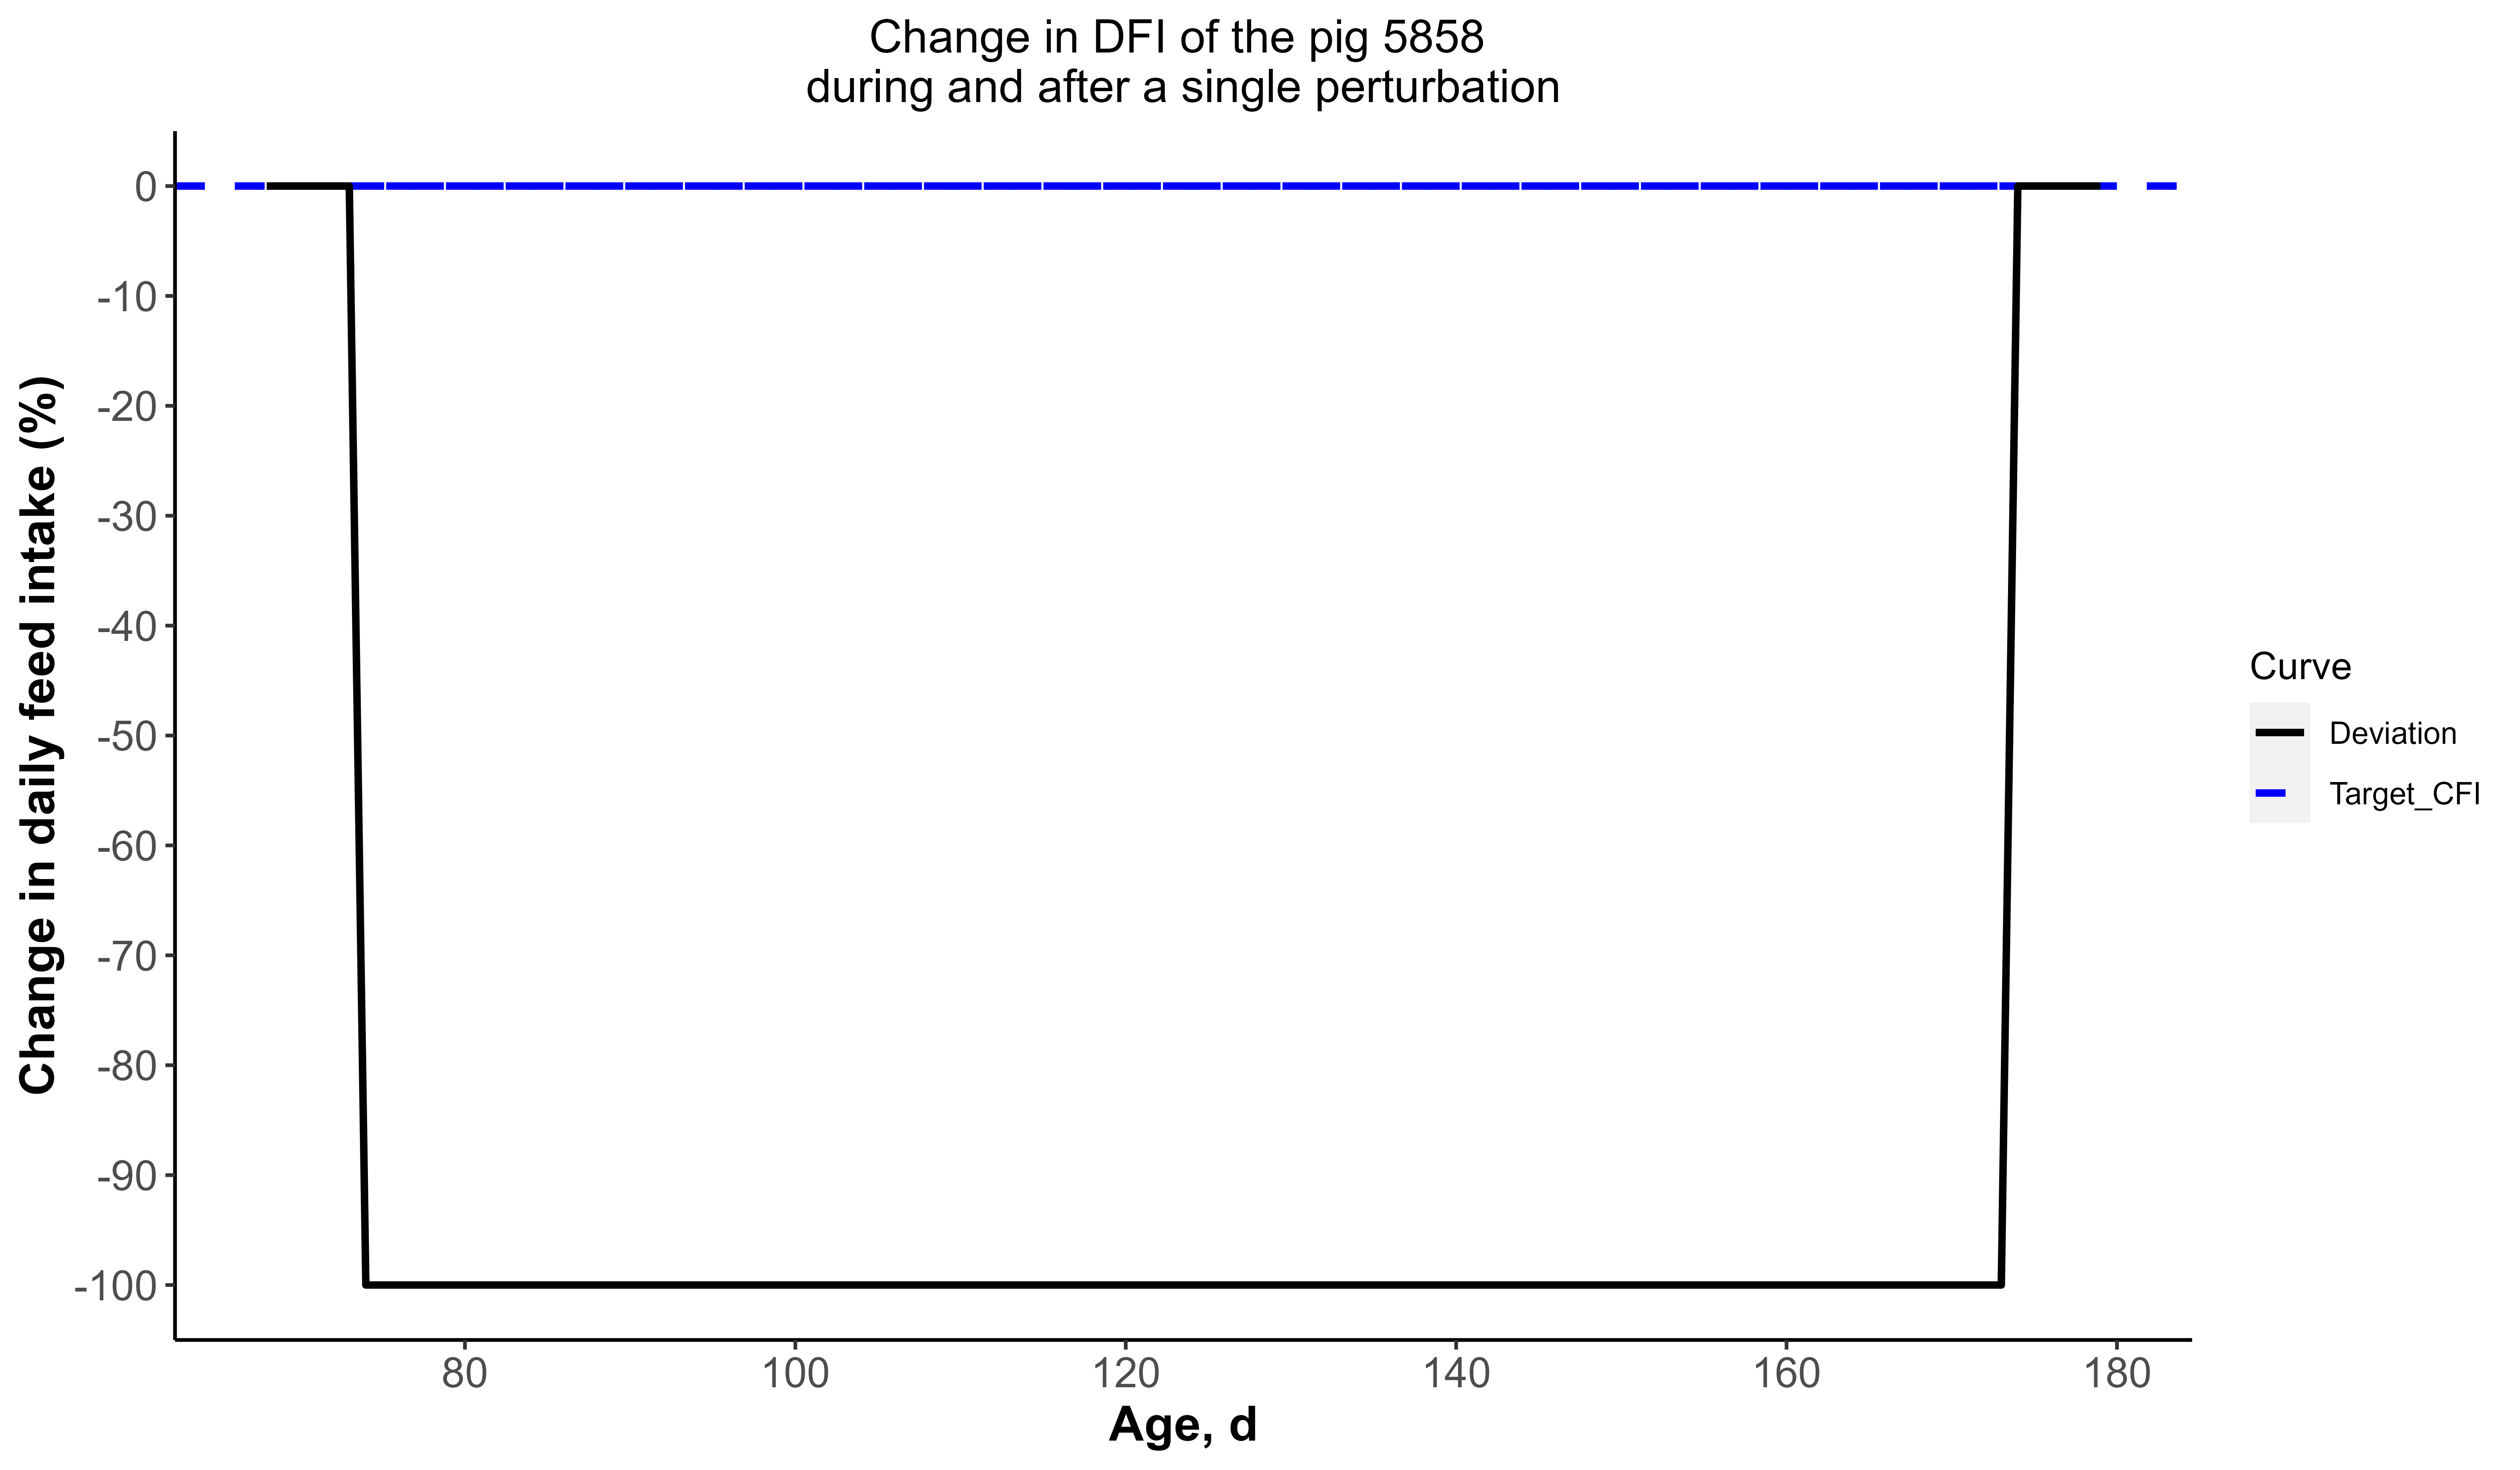 Change in DFI of the pig 5858
during and after a single perturbation
Change in daily feed intake (%)
0
-10
-20
-30
-40
-50
-60
-70
-80
-90
-100
80
100
120
140
160
180
Age, d
Curve
Deviation
Target_CFI